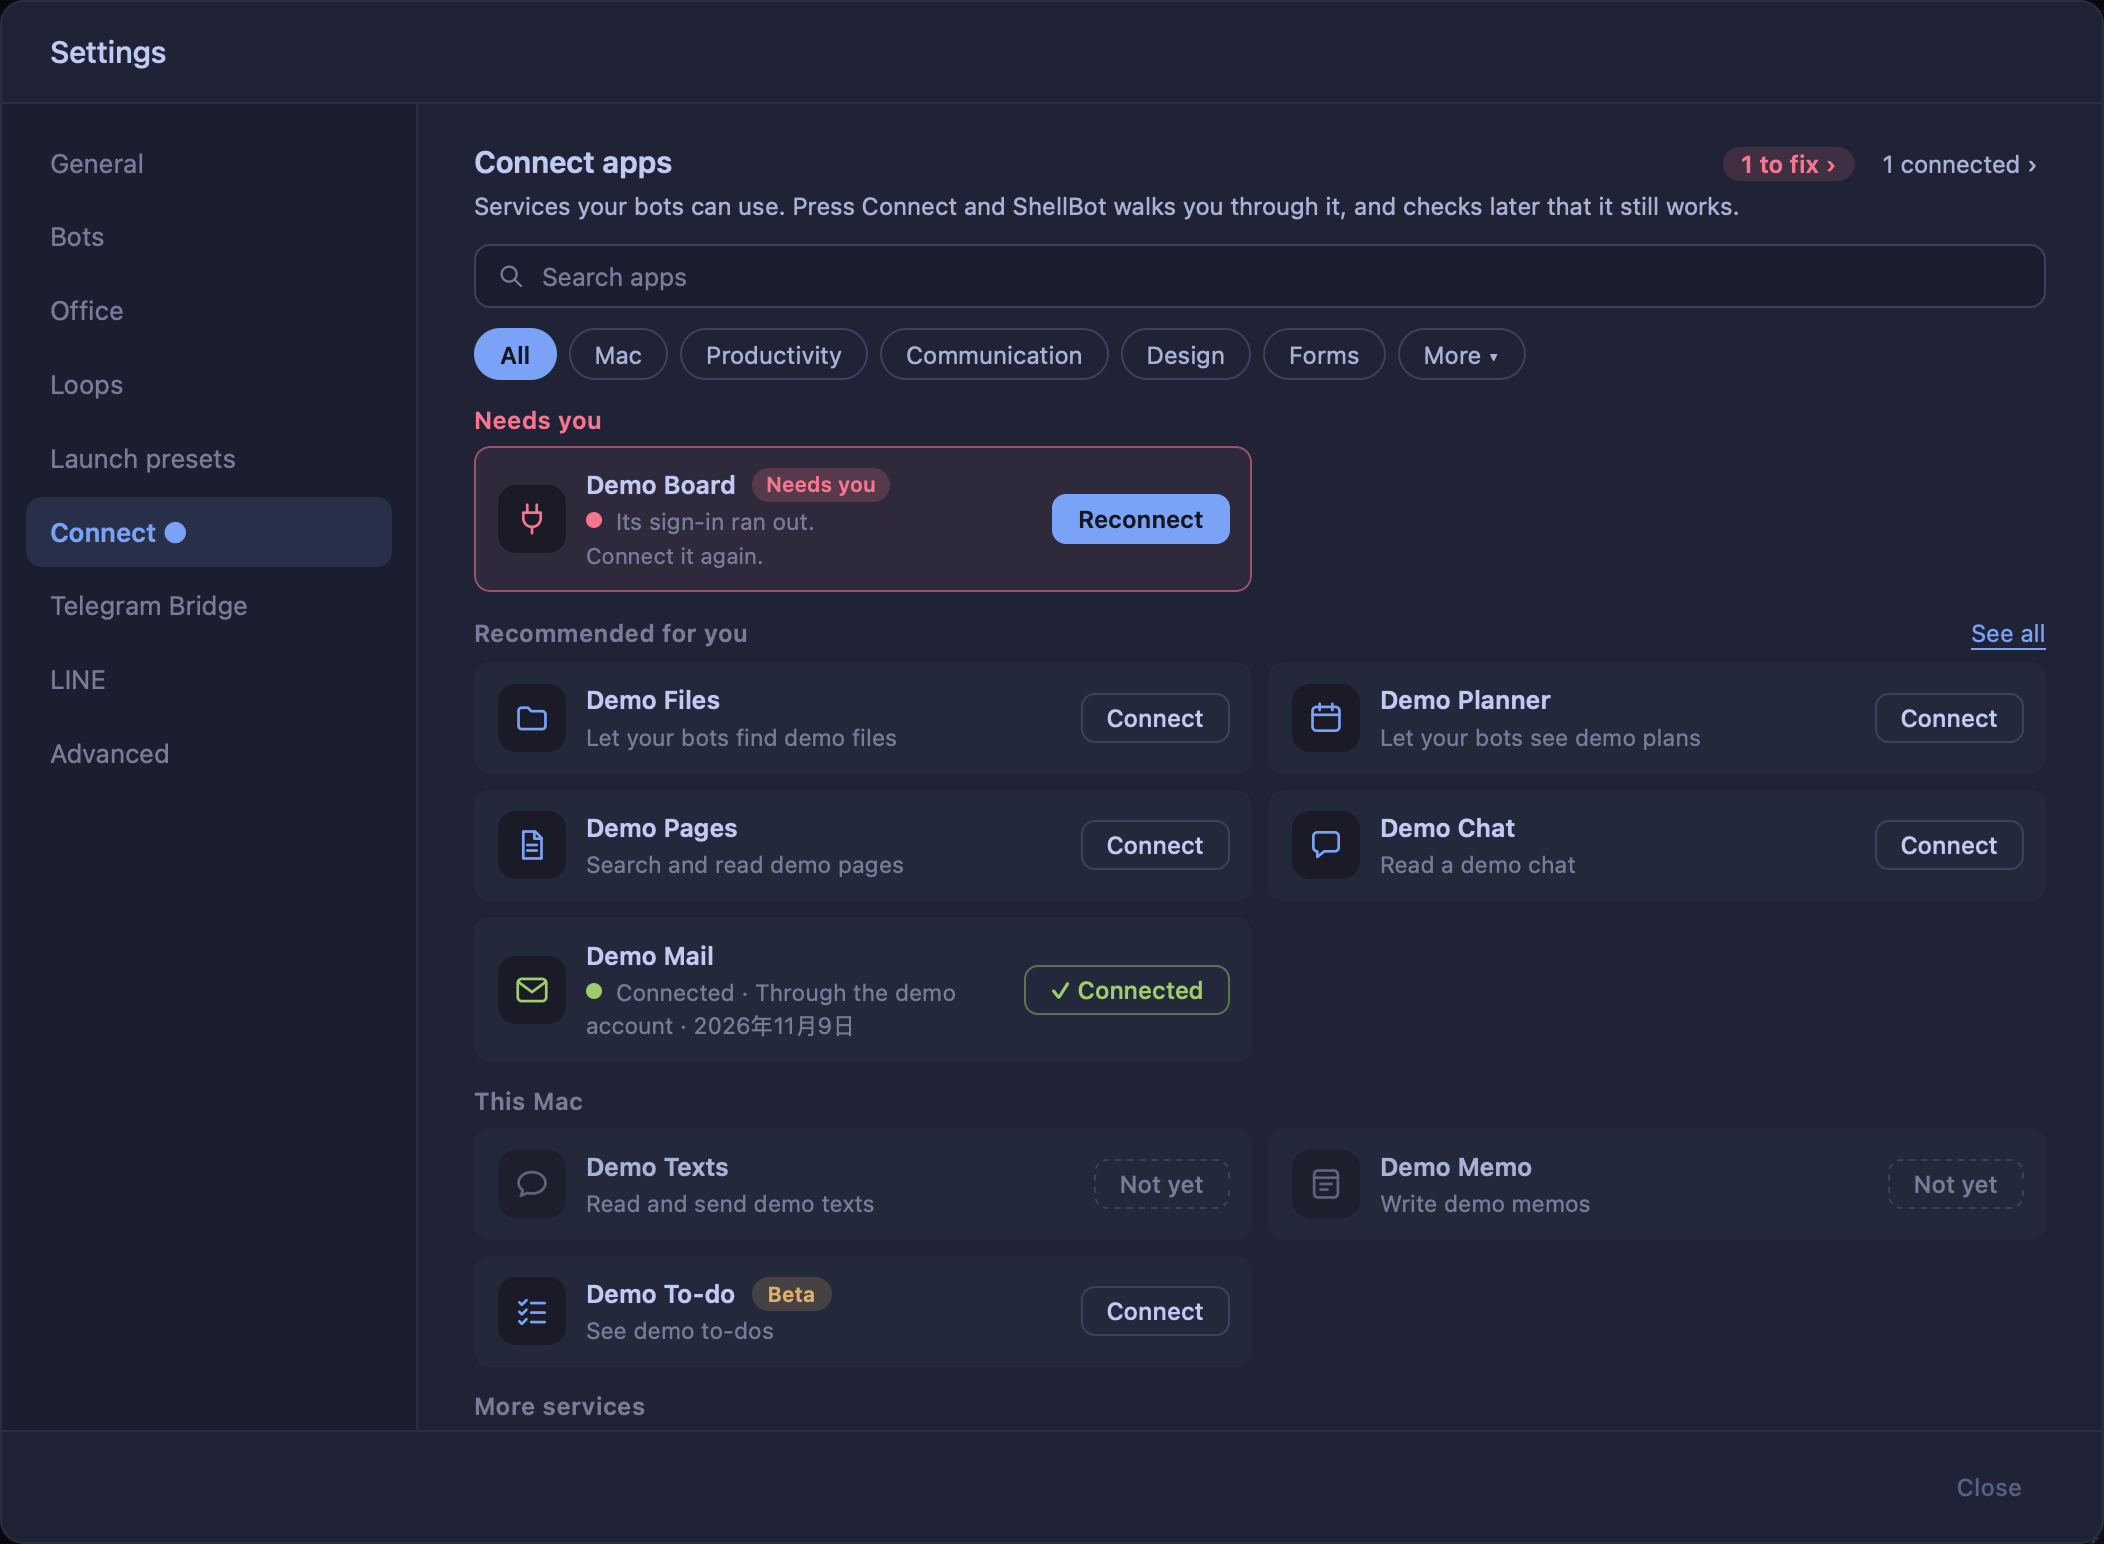 Settings
General
Bots
Office
Loops
Launch presets
Connect
Telegram Bridge
LINE
Advanced
Connect apps
1 to fix ›
1 connected ›
Services your bots can use. Press Connect and ShellBot walks you through it, and checks later that it still works.
Search apps
All
Mac
Productivity
Communication
Design
Forms
More ▾
Needs you
Demo Board
Needs you
Its sign-in ran out.
Connect it again.
Reconnect
Recommended for you
See all
Demo Files
Let your bots find demo files
Connect
Demo Planner
Let your bots see demo plans
Connect
Demo Pages
Search and read demo pages
Connect
Demo Chat
Read a demo chat
Connect
Demo Mail
Connected · Through the demo
account · 2026年11月9日
✓ Connected
This Mac
Demo Texts
Read and send demo texts
Not yet
Demo Memo
Write demo memos
Not yet
Demo To-do
Beta
See demo to-dos
Connect
More services
Close